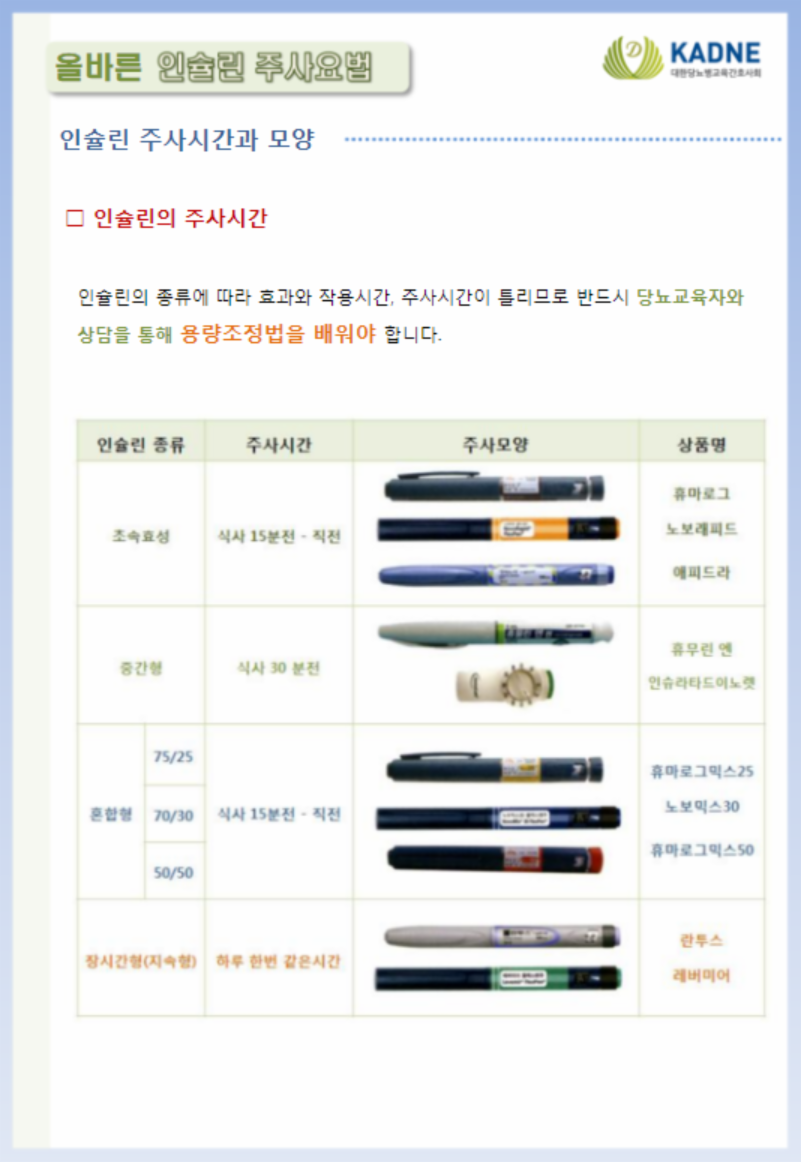 올바른 인슐린 주사요법
KADNE
대한당뇨병교육간호사회
인슐린 주사시간과 모양
□ 인슐린의 주사시간
인슐린의 종류에 따라 효과와 작용시간, 주사시간이 틀리므로 반드시 당뇨교육자와
상담을 통해 용량조정법을 배워야 합니다.
인슐린 종류 주사시간 주사모양 상품명
초속효성 식사 15분전 - 직전
휴마로그
노보래피드
애피드라
중간형 식사 30 분전
휴무린 엔
인슈라타드이노렛
혼합형
75/25
70/30
50/50
식사 15분전 - 직전
휴마로그믹스25
노보믹스30
휴마로그믹스50
장시간형(지속형) 하루 한번 같은시간
란투스
레버미어